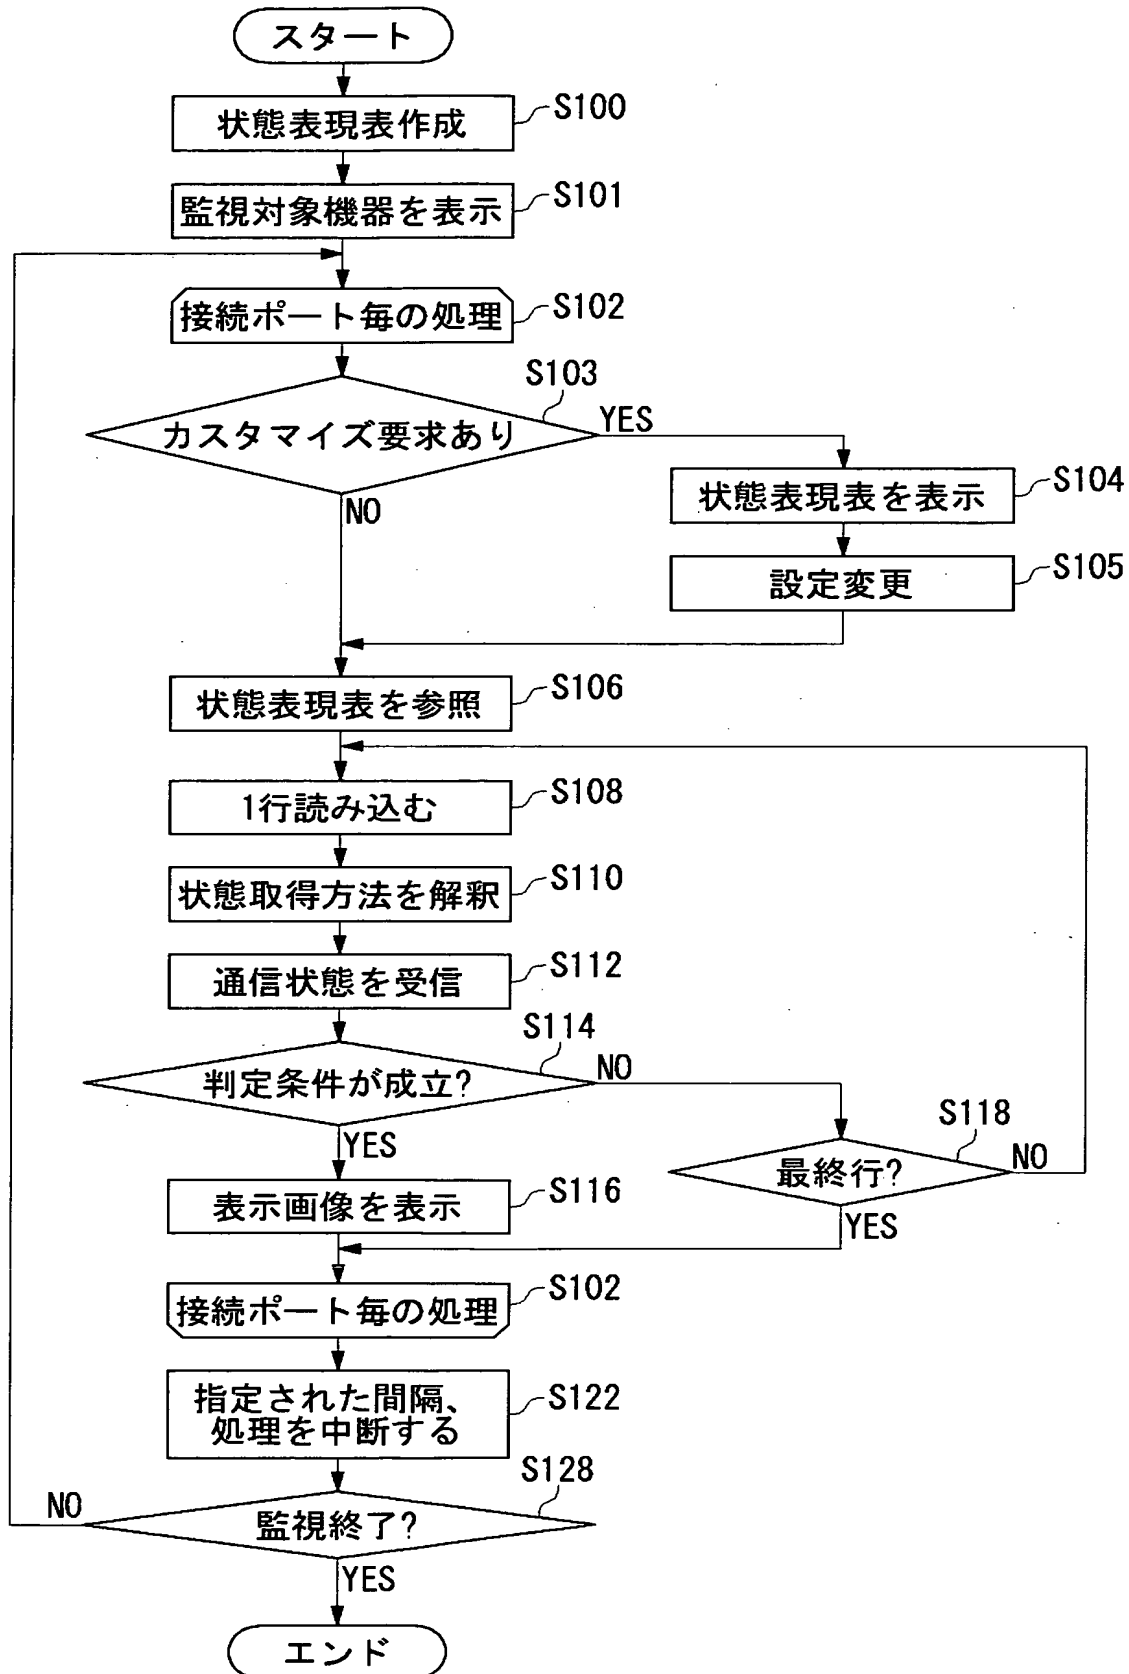 スタート
状態表現表作成
S100
監視対象機器を表示
S101
接続ポート毎の処理
S102
カスタマイズ要求あり
S103
YES
NO
状態表現表を表示
S104
設定変更
S105
状態表現表を参照
S106
1行読み込む
S108
状態取得方法を解釈
S110
通信状態を受信
S112
判定条件が成立?
S114
NO
YES
最終行?
S118
NO
YES
表示画像を表示
S116
接続ポート毎の処理
S102
指定された間隔、
処理を中断する
S122
監視終了?
S128
NO
YES
エンド